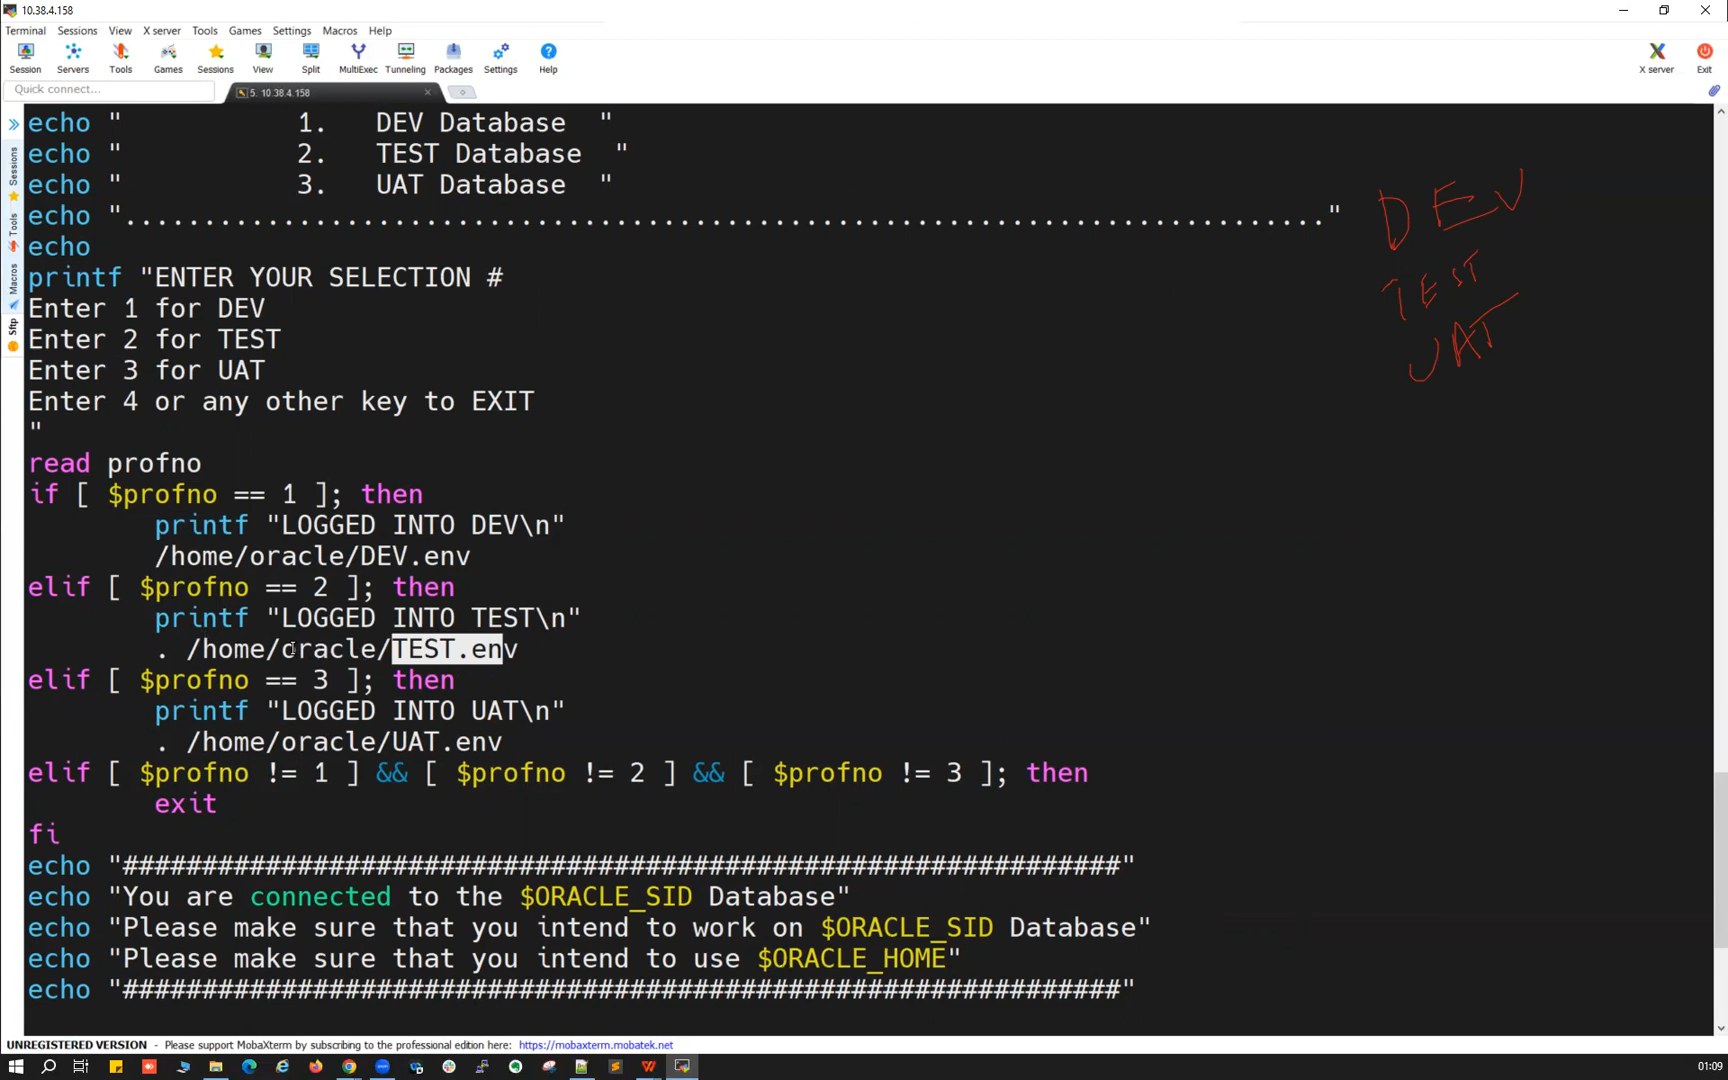 10.38.4.158
Terminal Sessions View X server Tools Games Settings Macros Help
Session Servers Tools Games Sessions View Split MultiExec Tunneling Packages Settings Help X server Exit
Quick connect...
5. 10.38.4.158
Sessions
Tools
Macros
Sftp
echo "          1.   DEV Database  "
echo "          2.   TEST Database  "
echo "          3.   UAT Database  "
echo "............................................................................"
echo
printf "ENTER YOUR SELECTION #
Enter 1 for DEV
Enter 2 for TEST
Enter 3 for UAT
Enter 4 or any other key to EXIT
"
read profno
if [ $profno == 1 ]; then
        printf "LOGGED INTO DEV\n"
        /home/oracle/DEV.env
elif [ $profno == 2 ]; then
        printf "LOGGED INTO TEST\n"
        . /home/oracle/TEST.env
elif [ $profno == 3 ]; then
        printf "LOGGED INTO UAT\n"
        . /home/oracle/UAT.env
elif [ $profno != 1 ] && [ $profno != 2 ] && [ $profno != 3 ]; then
        exit
fi
echo "################################################################"
echo "You are connected to the $ORACLE_SID Database"
echo "Please make sure that you intend to work on $ORACLE_SID Database"
echo "Please make sure that you intend to use $ORACLE_HOME"
echo "################################################################"
DEV
TEST
UAT
UNREGISTERED VERSION - Please support MobaXterm by subscribing to the professional edition here: https://mobaxterm.mobatek.net
01:09